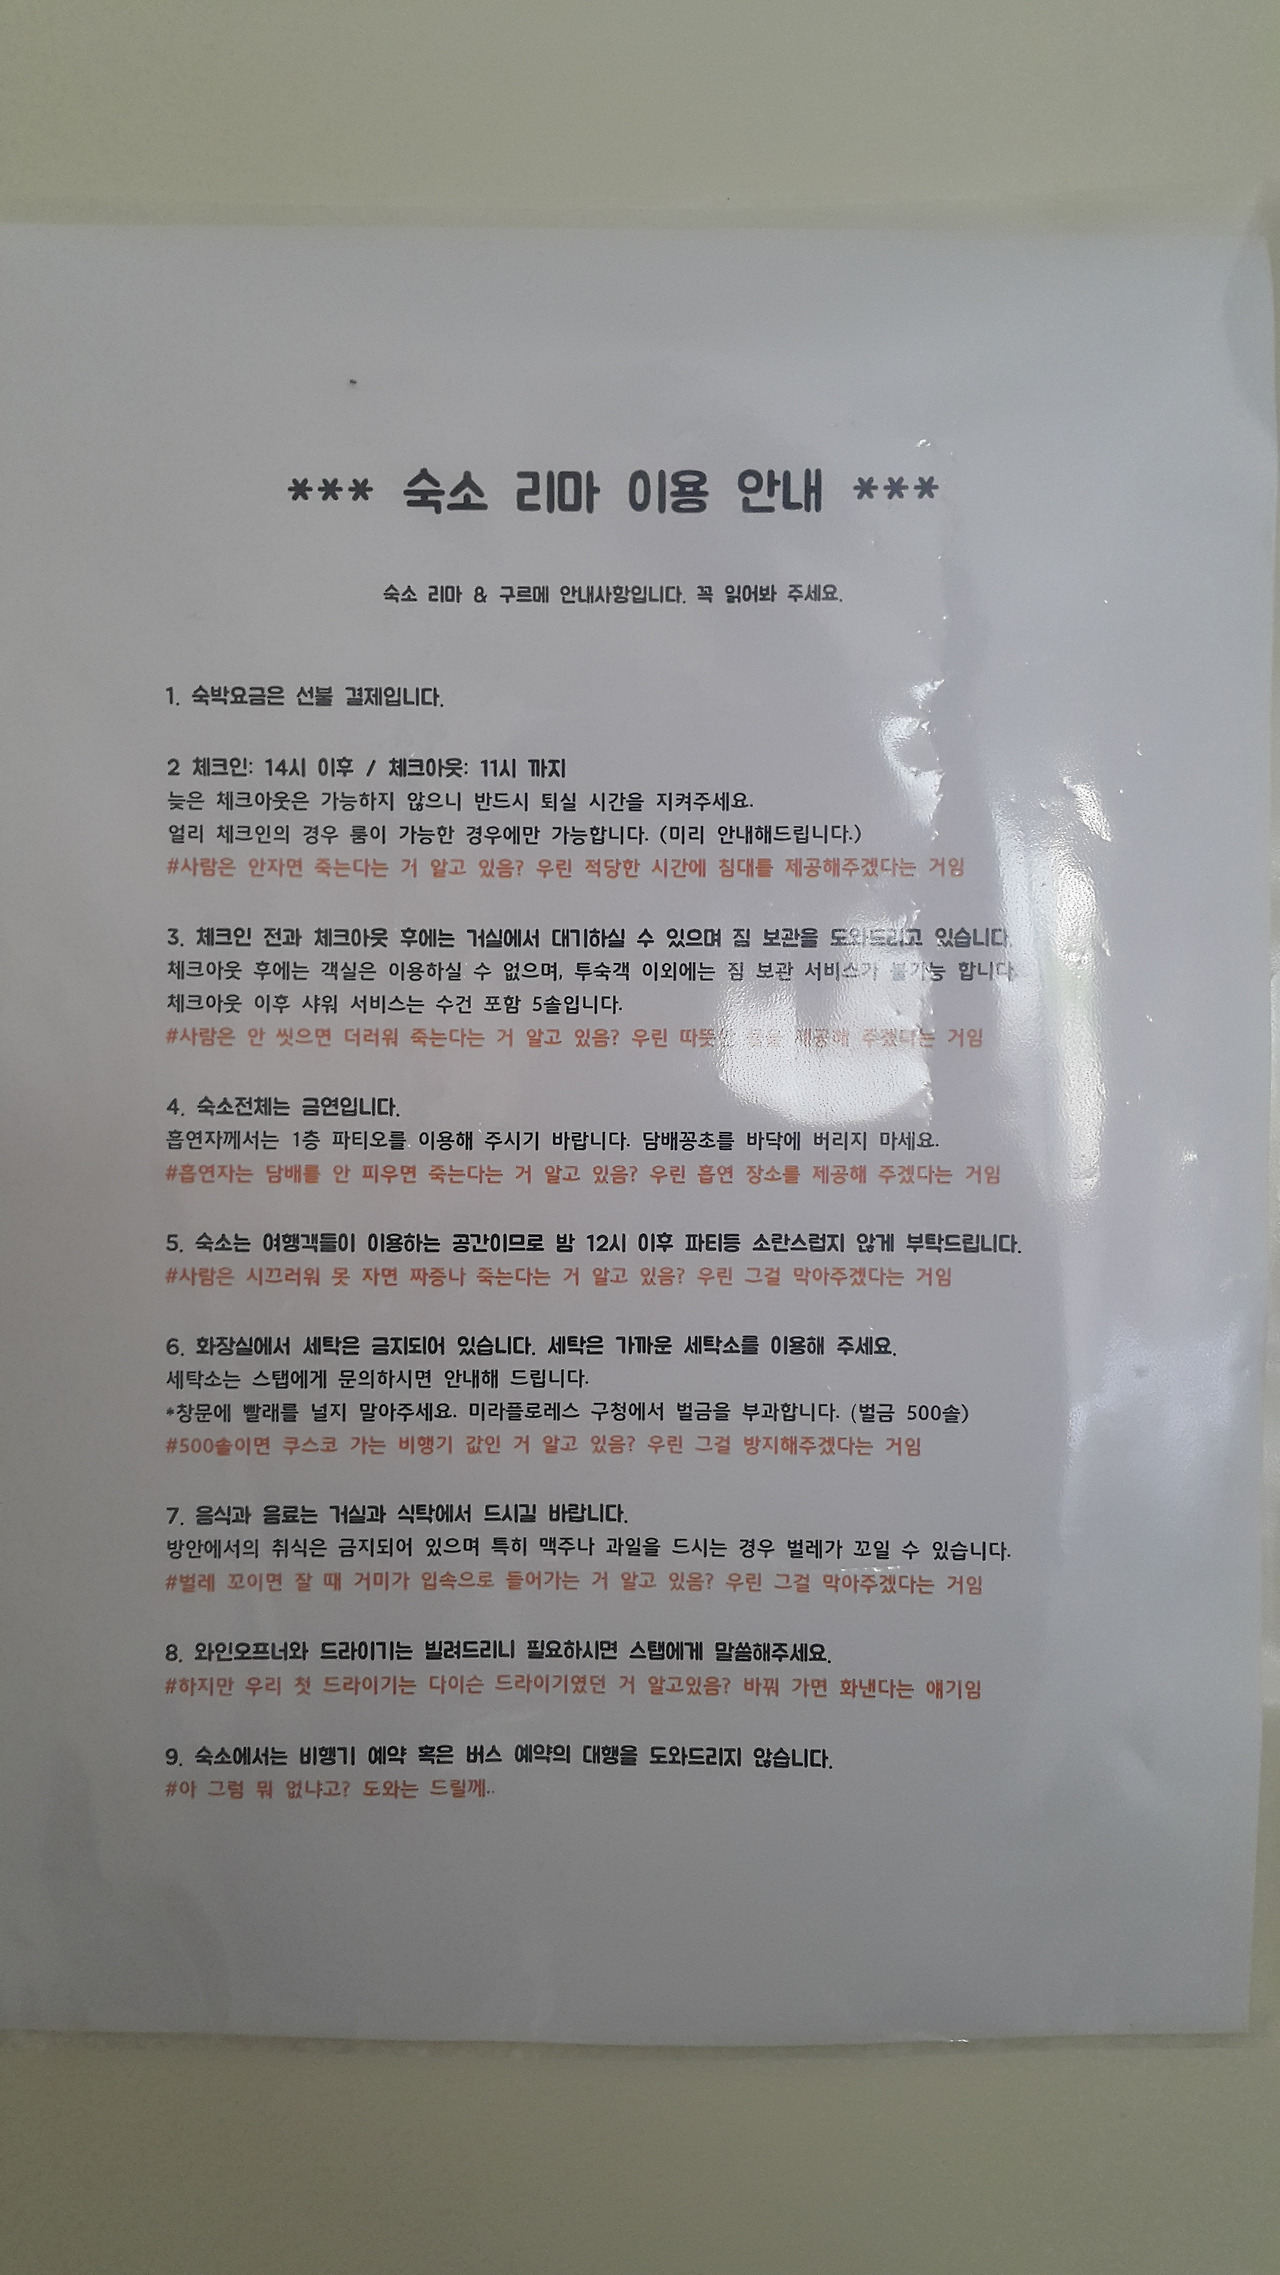 *** 숙소 리마 이용 안내 ***
숙소 리마 & 구르메 안내사항입니다. 꼭 읽어봐 주세요.
1. 숙박요금은 선불 결제입니다.
2 체크인: 14시 이후 / 체크아웃: 11시 까지
늦은 체크아웃은 가능하지 않으니 반드시 퇴실 시간을 지켜주세요.
얼리 체크인의 경우 룸이 가능한 경우에만 가능합니다. (미리 안내해드립니다.)
#사람은 안자면 죽는다는 거 알고 있음? 우린 적당한 시간에 침대를 제공해주겠다는 거임
3. 체크인 전과 체크아웃 후에는 거실에서 대기하실 수 있으며 짐 보관을 도와드리고 있습니다.
체크아웃 후에는 객실은 이용하실 수 없으며, 투숙객 이외에는 짐 보관 서비스가 불가능 합니다.
체크아웃 이후 샤워 서비스는 수건 포함 5솔입니다.
#사람은 안 씻으면 더러워 죽는다는 거 알고 있음? 우린 따뜻한 물을 제공해 주겠다는 거임
4. 숙소전체는 금연입니다.
흡연자께서는 1층 파티오를 이용해 주시기 바랍니다. 담배꽁초를 바닥에 버리지 마세요.
#흡연자는 담배를 안 피우면 죽는다는 거 알고 있음? 우린 흡연 장소를 제공해 주겠다는 거임
5. 숙소는 여행객들이 이용하는 공간이므로 밤 12시 이후 파티등 소란스럽지 않게 부탁드립니다.
#사람은 시끄러워 못 자면 짜증나 죽는다는 거 알고 있음? 우린 그걸 막아주겠다는 거임
6. 화장실에서 세탁은 금지되어 있습니다. 세탁은 가까운 세탁소를 이용해 주세요.
세탁소는 스탭에게 문의하시면 안내해 드립니다.
*창문에 빨래를 널지 말아주세요. 미라플로레스 구청에서 벌금을 부과합니다. (벌금 500솔)
#500솔이면 쿠스코 가는 비행기 값인 거 알고 있음? 우린 그걸 방지해주겠다는 거임
7. 음식과 음료는 거실과 식탁에서 드시길 바랍니다.
방안에서의 취식은 금지되어 있으며 특히 맥주나 과일을 드시는 경우 벌레가 꼬일 수 있습니다.
#벌레 꼬이면 잘 때 거미가 입속으로 들어가는 거 알고 있음? 우린 그걸 막아주겠다는 거임
8. 와인오프너와 드라이기는 빌려드리니 필요하시면 스탭에게 말씀해주세요.
#하지만 우리 첫 드라이기는 다이슨 드라이기였던 거 알고있음? 바꿔 가면 화낸다는 얘기임
9. 숙소에서는 비행기 예약 혹은 버스 예약의 대행을 도와드리지 않습니다.
#아 그럼 뭐 없냐고? 도와는 드릴께..